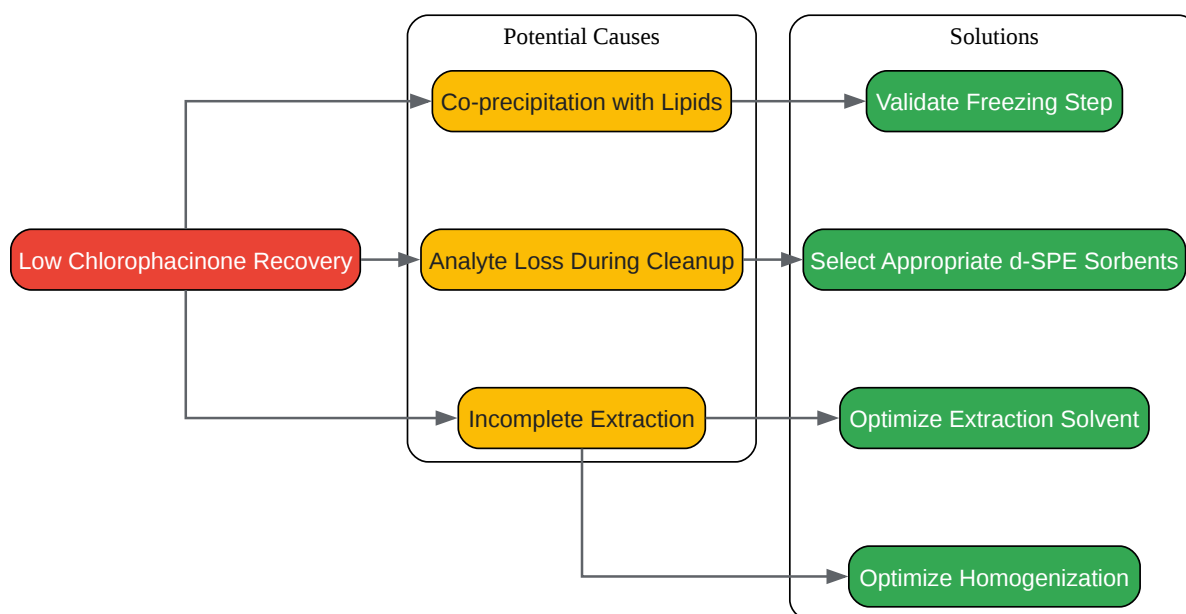 Potential Causes
Solutions
Co-precipitation with Lipids
Validate Freezing Step
Low Chlorophacinone Recovery
Analyte Loss During Cleanup
Select Appropriate d-SPE Sorbents
Incomplete Extraction
Optimize Extraction Solvent
Optimize Homogenization